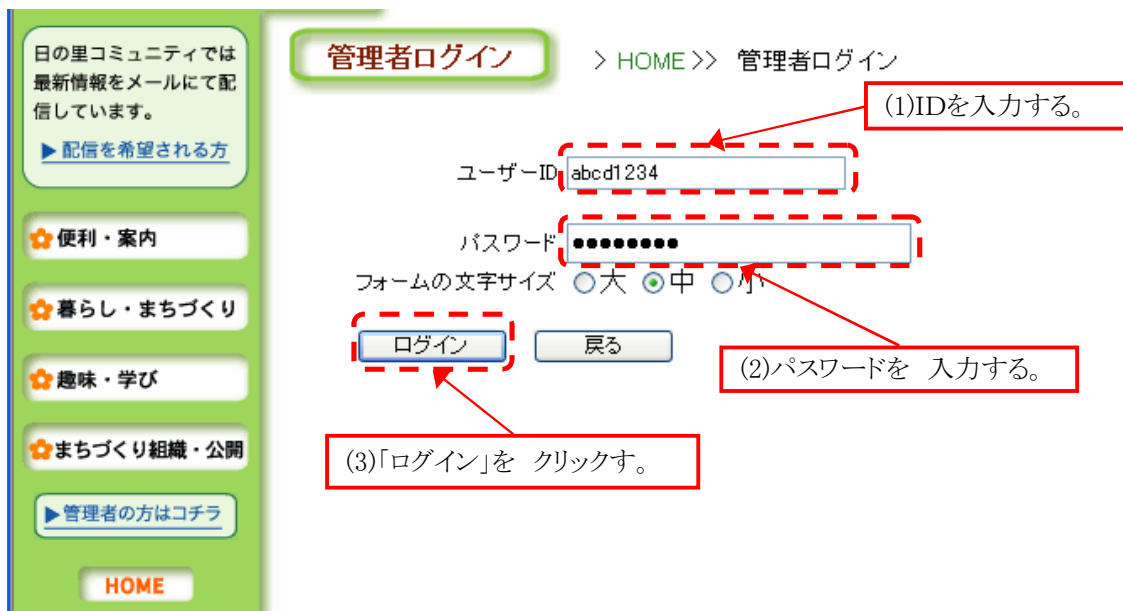 日の里コミュニティでは
最新情報をメールにて配
信しています。
▶配信を希望される方
便利・案内
暮らし・まちづくり
趣味・学び
まちづくり組織・公開
▶管理者の方はコチラ
HOME
管理者ログイン > HOME >> 管理者ログイン
(1)IDを入力する。
ユーザーID abcd1234
パスワード ●●●●●●●●
フォームの文字サイズ 大 中 小
ログイン 戻る
(2)パスワードを 入力する。
(3)「ログイン」を クリックす。